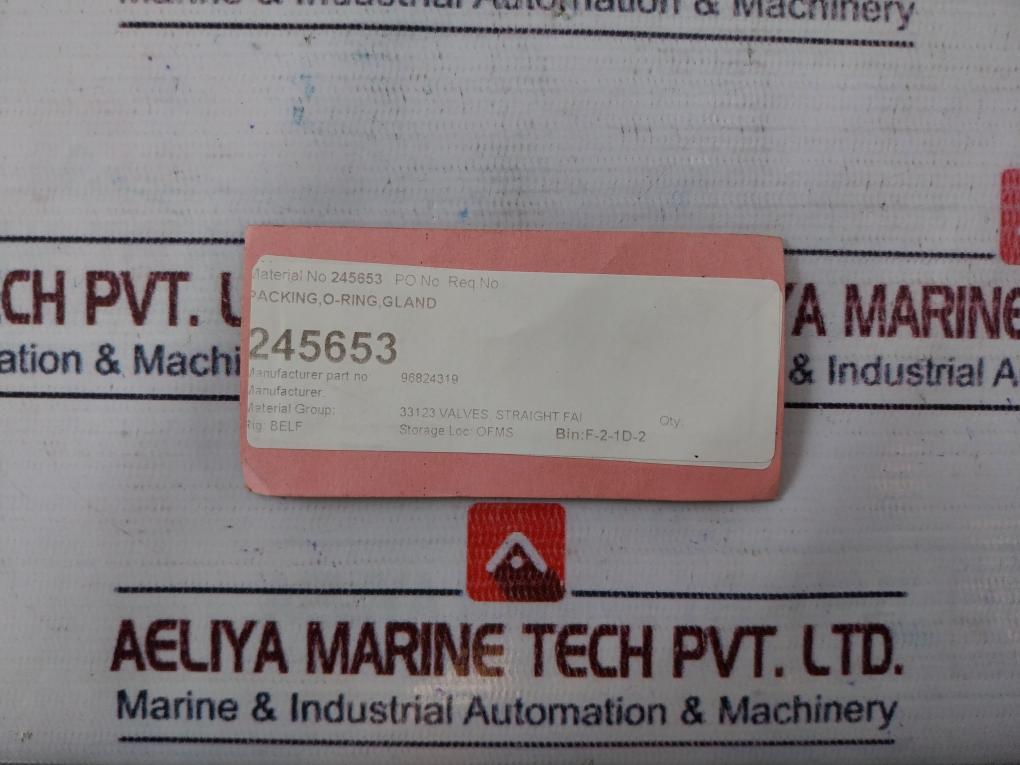 Marine & Industrial Automation & Machinery
CH PVT. L
ation & Machi
YA MARINE
& Industrial A
Material No 245653 PO No Req.No
PACKING,O-RING,GLAND
245653
Manufacturer part no 96824319
Manufacturer:
Material Group: 33123 VALVES, STRAIGHT FAI Qty:
Rig: BELF Storage Loc: OFMS Bin:F-2-1D-2
AELIYA MARINE TECH PVT. LTD.
Marine & Industrial Automation & Machinery